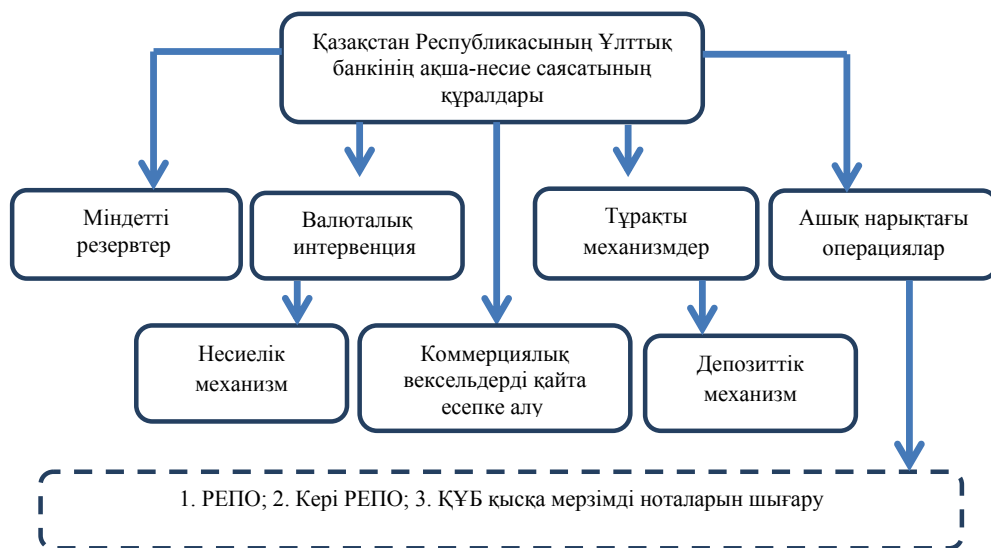 Қазақстан Республикасының Ұлттық
банкінің ақша-несие саясатының
құралдары
Міндетті
резервтер
Валуталық
интервенция
Тұрақты
механизмдер
Ашық нарықтағы
операциялар
Несиелік
механизм
Коммерциялық
вексельдерді қайта
есепке алу
Депозиттік
механизм
1. РЕПО; 2. Кері РЕПО; 3. ҚҰБ қысқа мерзімді ноталарын шығару